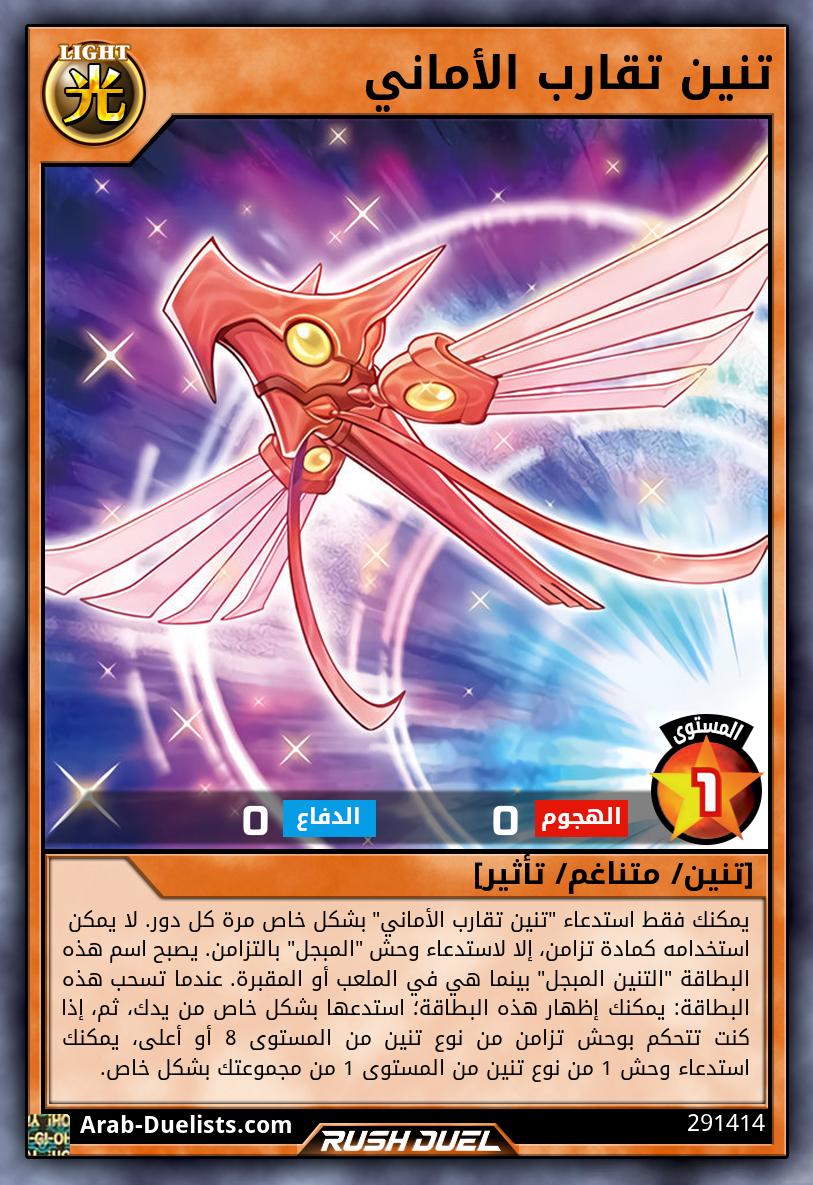 LIGHT
光
تنين تقارب الأماني
المستوى
1
الهجوم 0
الدفاع 0
[تنين/ متناغم/ تأثير]
يمكنك فقط استدعاء "تنين تقارب الأماني" بشكل خاص مرة كل دور. لا يمكن
استخدامه كمادة تزامن، إلا لاستدعاء وحش "المبجل" بالتزامن. يصبح اسم هذه
البطاقة "التنين المبجل" بينما هي في الملعب أو المقبرة. عندما تسحب هذه
البطاقة: يمكنك إظهار هذه البطاقة؛ استدعها بشكل خاص من يدك، ثم، إذا
كنت تتحكم بوحش تزامن من نوع تنين من المستوى 8 أو أعلى، يمكنك
استدعاء وحش 1 من نوع تنين من المستوى 1 من مجموعتك بشكل خاص.
Arab-Duelists.com
RUSH DUEL
291414